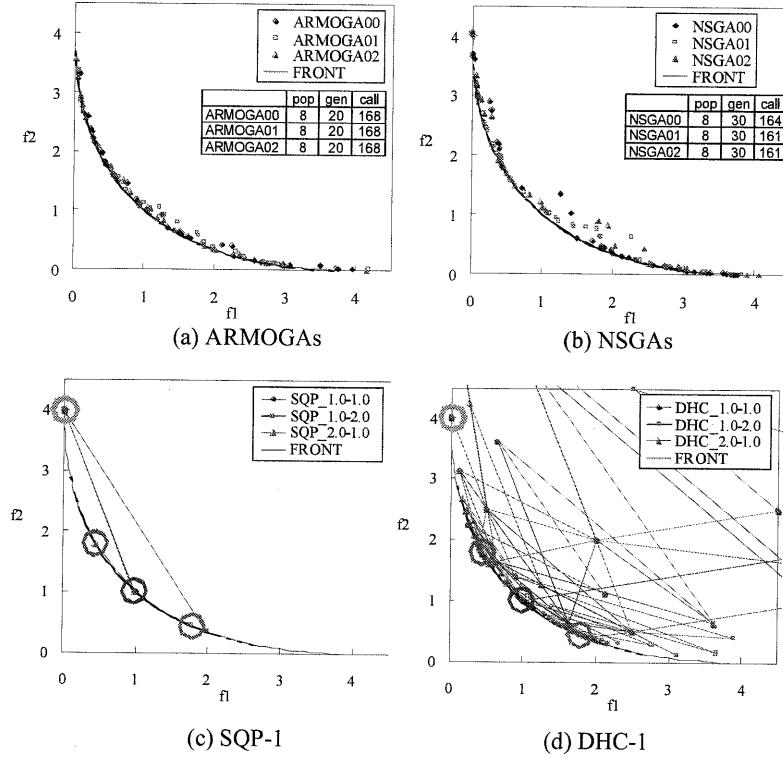 ARMOGA00
ARMOGA01
ARMOGA02
FRONT
pop gen call
ARMOGA00 8 20 168
ARMOGA01 8 20 168
ARMOGA02 8 20 168
f2
4
3
2
1
0
0 1 2 3 4
f1
(a) ARMOGAs
NSGA00
NSGA01
NSGA02
FRONT
pop gen call
NSGA00 8 30 164
NSGA01 8 30 161
NSGA02 8 30 161
f2
4
3
2
1
0
0 1 2 3 4
f1
(b) NSGAs
SQP_1.0-1.0
SQP_1.0-2.0
SQP_2.0-1.0
FRONT
f2
4
3
2
1
0
0 1 2 3 4
f1
(c) SQP-1
DHC_1.0-1.0
DHC_1.0-2.0
DHC_2.0-1.0
FRONT
f2
4
3
2
1
0
0 1 2 3 4
f1
(d) DHC-1